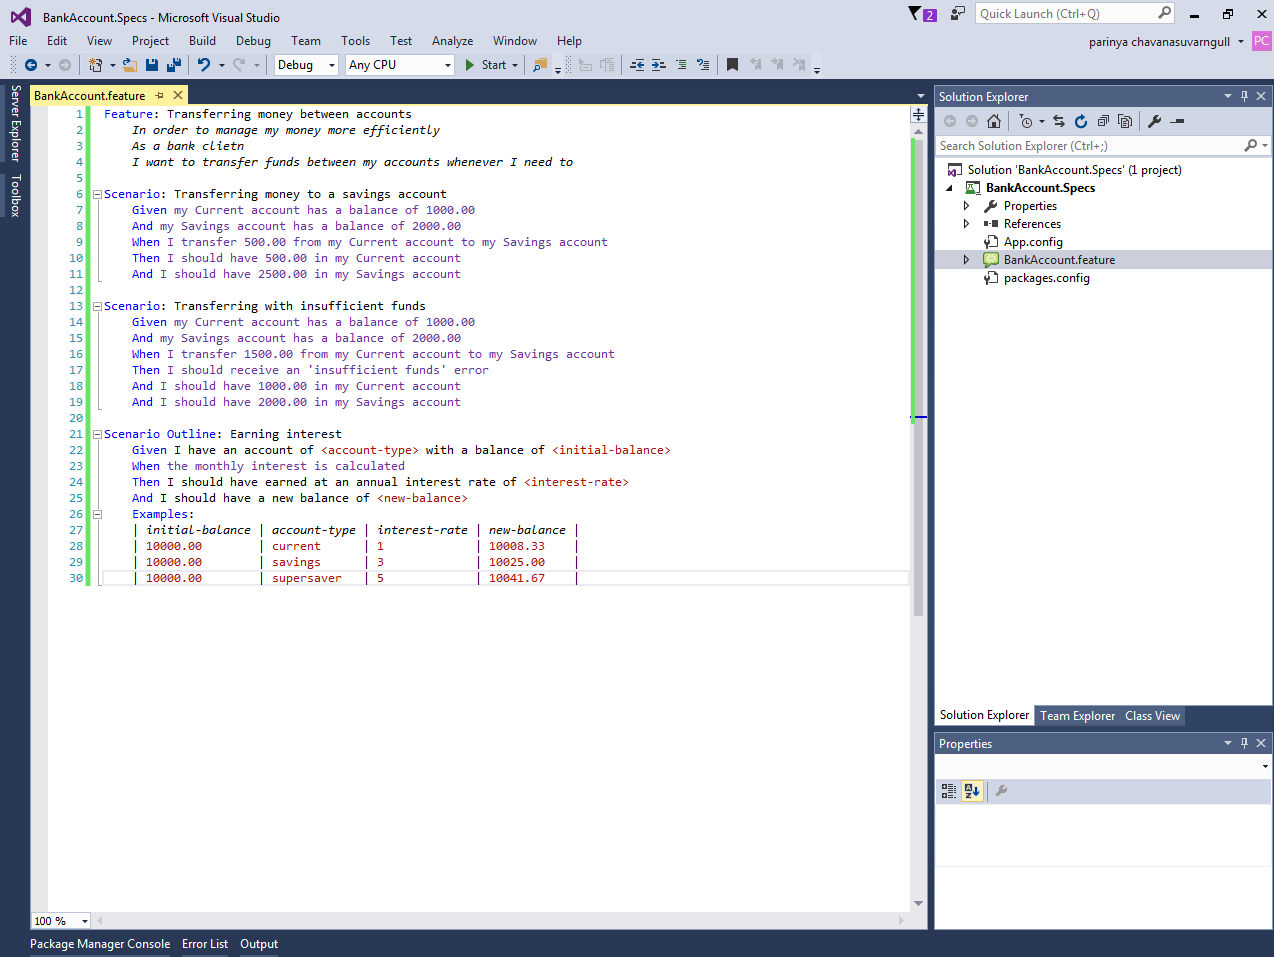 BankAccount.Specs - Microsoft Visual Studio
2
Quick Launch (Ctrl+Q)
File Edit View Project Build Debug Team Tools Test Analyze Window Help
parinya chavanasuvarngull PC
Debug Any CPU Start
Server Explorer
Toolbox
BankAccount.feature
1 Feature: Transferring money between accounts
2 In order to manage my money more efficiently
3 As a bank clietn
4 I want to transfer funds between my accounts whenever I need to
5
6 Scenario: Transferring money to a savings account
7 Given my Current account has a balance of 1000.00
8 And my Savings account has a balance of 2000.00
9 When I transfer 500.00 from my Current account to my Savings account
10 Then I should have 500.00 in my Current account
11 And I should have 2500.00 in my Savings account
12
13 Scenario: Transferring with insufficient funds
14 Given my Current account has a balance of 1000.00
15 And my Savings account has a balance of 2000.00
16 When I transfer 1500.00 from my Current account to my Savings account
17 Then I should receive an 'insufficient funds' error
18 And I should have 1000.00 in my Current account
19 And I should have 2000.00 in my Savings account
20
21 Scenario Outline: Earning interest
22 Given I have an account of <account-type> with a balance of <initial-balance>
23 When the monthly interest is calculated
24 Then I should have earned at an annual interest rate of <interest-rate>
25 And I should have a new balance of <new-balance>
26 Examples:
27 | initial-balance | account-type | interest-rate | new-balance |
28 | 10000.00 | current | 1 | 10008.33 |
29 | 10000.00 | savings | 3 | 10025.00 |
30 | 10000.00 | supersaver | 5 | 10041.67 |
100 %
Solution Explorer
Search Solution Explorer (Ctrl+;)
Solution 'BankAccount.Specs' (1 project)
BankAccount.Specs
Properties
References
App.config
BankAccount.feature
packages.config
Solution Explorer Team Explorer Class View
Properties
Package Manager Console Error List Output